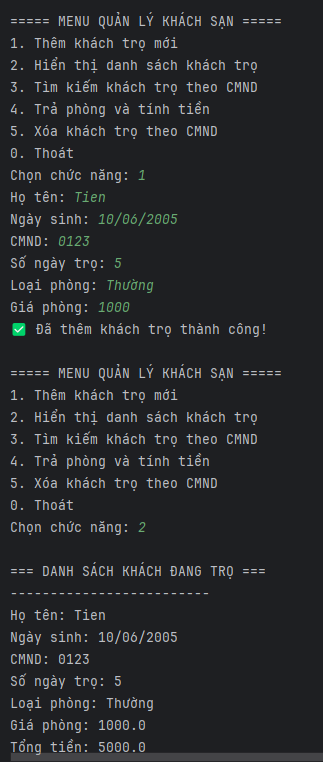 ===== MENU QUẢN LÝ KHÁCH SẠN =====
1. Thêm khách trọ mới
2. Hiển thị danh sách khách trọ
3. Tìm kiếm khách trọ theo CMND
4. Trả phòng và tính tiền
5. Xóa khách trọ theo CMND
0. Thoát
Chọn chức năng: 1
Họ tên: Tien
Ngày sinh: 10/06/2005
CMND: 0123
Số ngày trọ: 5
Loại phòng: Thường
Giá phòng: 1000
✅ Đã thêm khách trọ thành công!

===== MENU QUẢN LÝ KHÁCH SẠN =====
1. Thêm khách trọ mới
2. Hiển thị danh sách khách trọ
3. Tìm kiếm khách trọ theo CMND
4. Trả phòng và tính tiền
5. Xóa khách trọ theo CMND
0. Thoát
Chọn chức năng: 2

=== DANH SÁCH KHÁCH ĐANG TRỌ ===
-------------------------
Họ tên: Tien
Ngày sinh: 10/06/2005
CMND: 0123
Số ngày trọ: 5
Loại phòng: Thường
Giá phòng: 1000.0
Tổng tiền: 5000.0